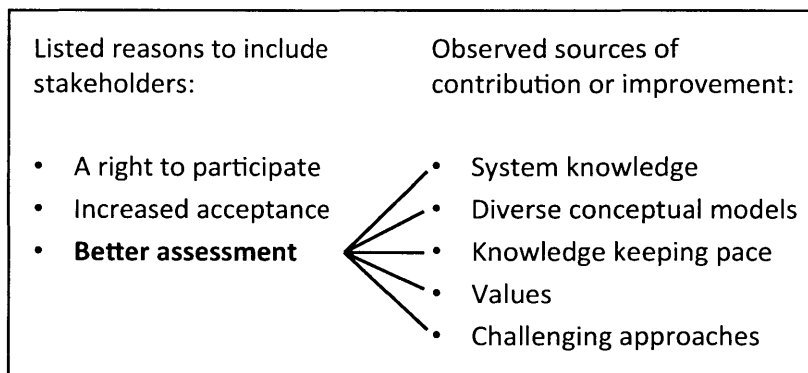 Listed reasons to include
stakeholders:
• A right to participate
• Increased acceptance
• Better assessment
Observed sources of
contribution or improvement:
• System knowledge
• Diverse conceptual models
• Knowledge keeping pace
• Values
• Challenging approaches